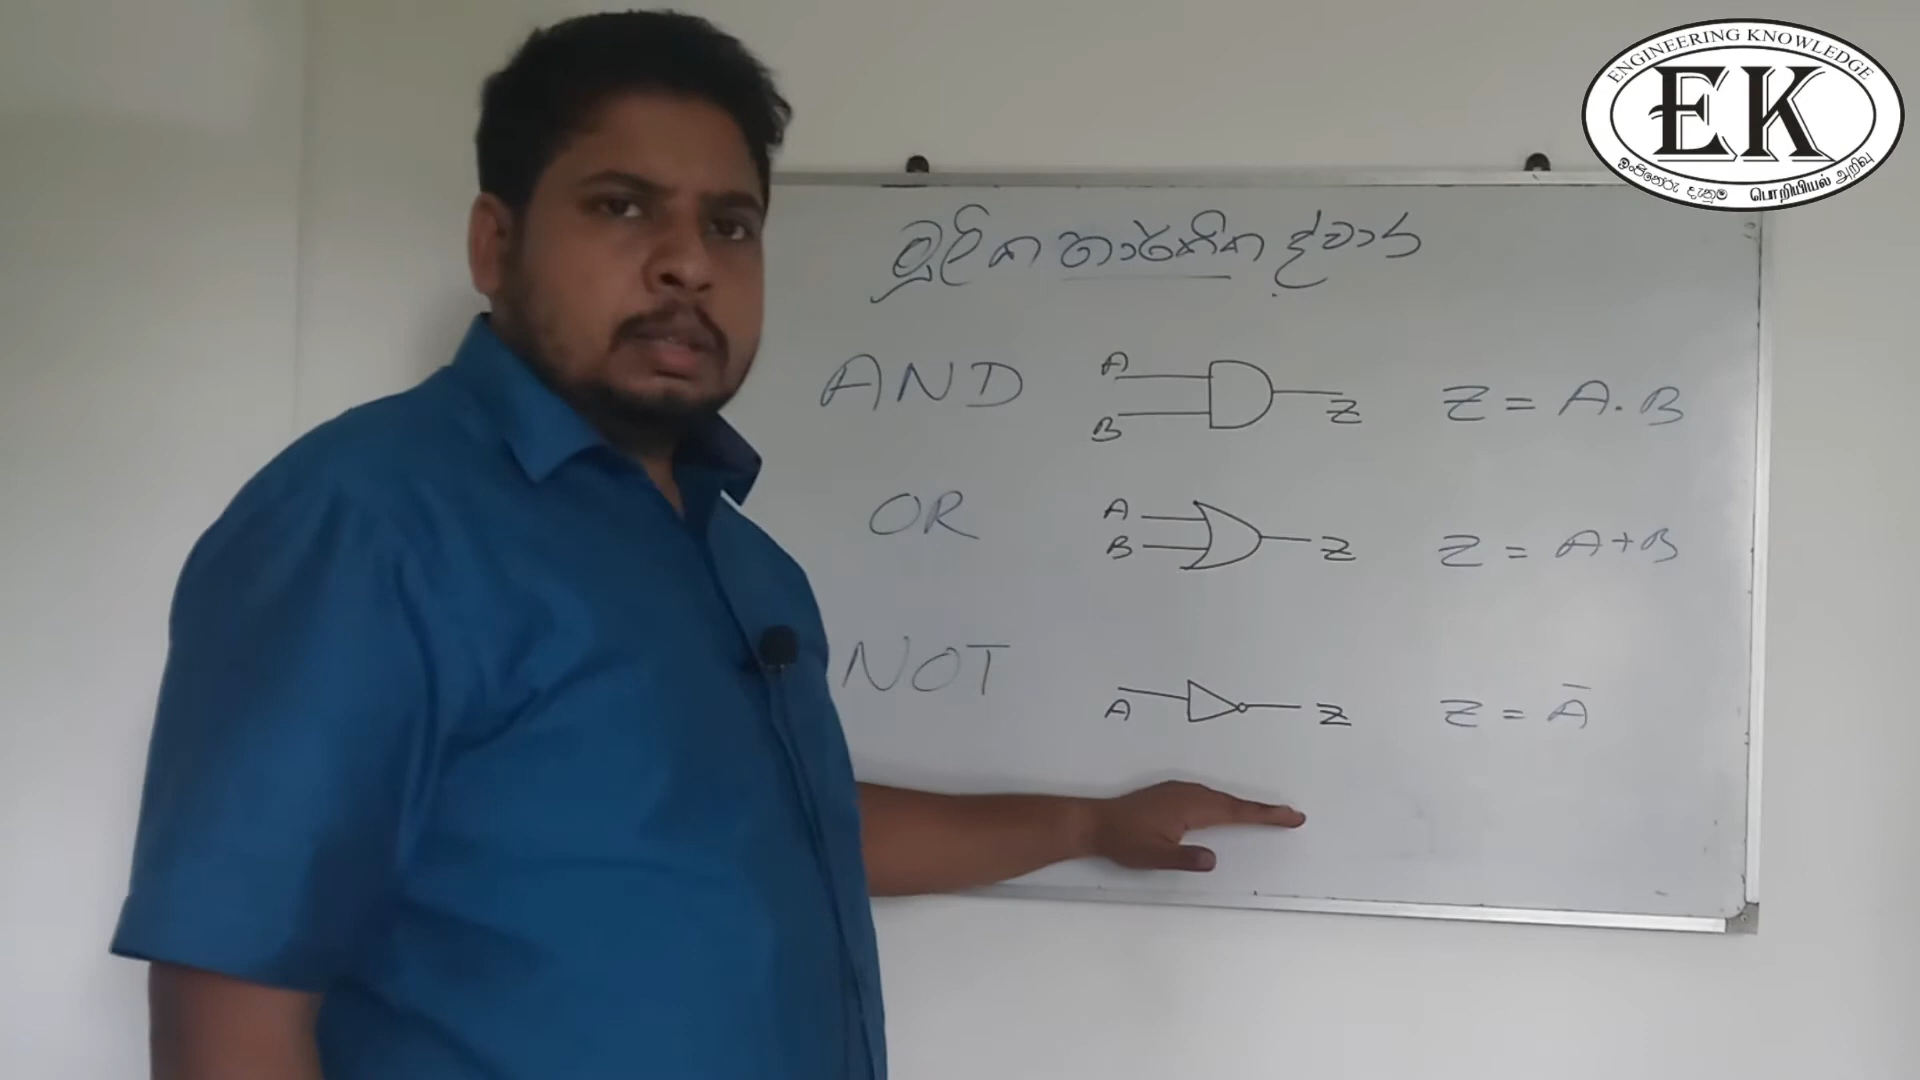 ENGINEERING KNOWLEDGE
EK
ඉංජිනේරු දැනුම பொறியியல் அறிவு
මූලික තාර්කික ද්වාර
AND A B Z Z = A . B
OR A B Z Z = A + B
NOT A Z Z = A̅